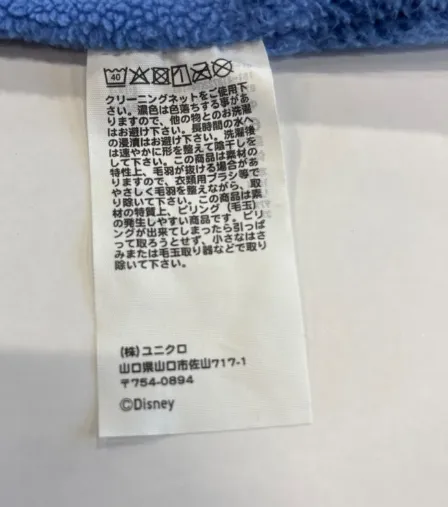 40
クリーニングネットをご使用下
さい。濃色は色落ちする事があ
りますので、他の物とのお洗濯
はお避け下さい。長時間の水へ
の浸漬はお避け下さい。洗濯後
は速やかに形を整えて陰干しを
して下さい。この商品は素材の
特性上、毛羽が抜ける場合があ
りますので、衣類用ブラシ等で
やさしく毛羽を整えながら、取
り除いて下さい。この商品は素
材の特質上、ピリング(毛玉)
の発生しやすい商品です。ピリ
ングが出来てしまったら引っぱ
って取ろうとせず、小さなはさ
みまたは毛玉取り器などで取り
除いて下さい。
(株)ユニクロ
山口県山口市佐山717-1
〒754-0894
©Disney